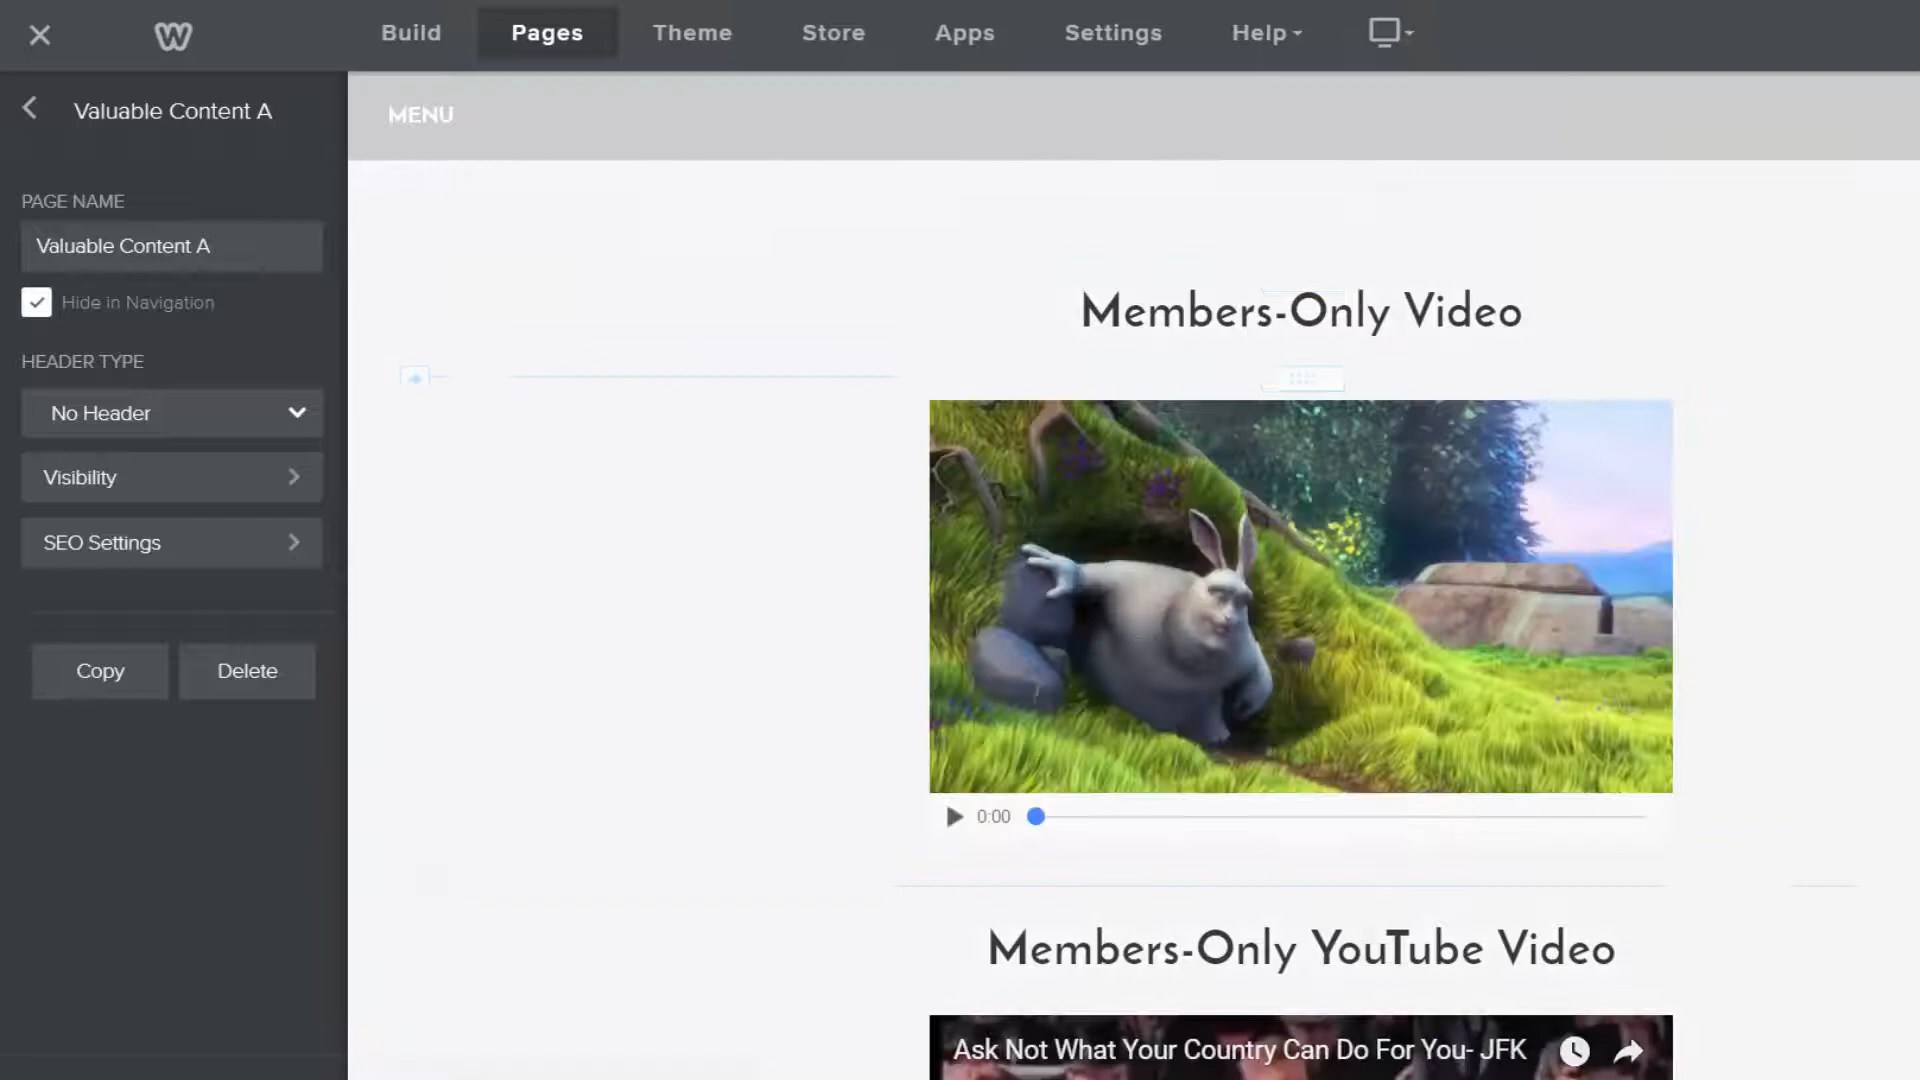 Build
Pages
Theme
Store
Apps
Settings
Help
Valuable Content A
PAGE NAME
Valuable Content A
Hide in Navigation
HEADER TYPE
No Header
Visibility
SEO Settings
Copy
Delete
MENU
Members-Only Video
0:00
Members-Only YouTube Video
Ask Not What Your Country Can Do For You- JFK